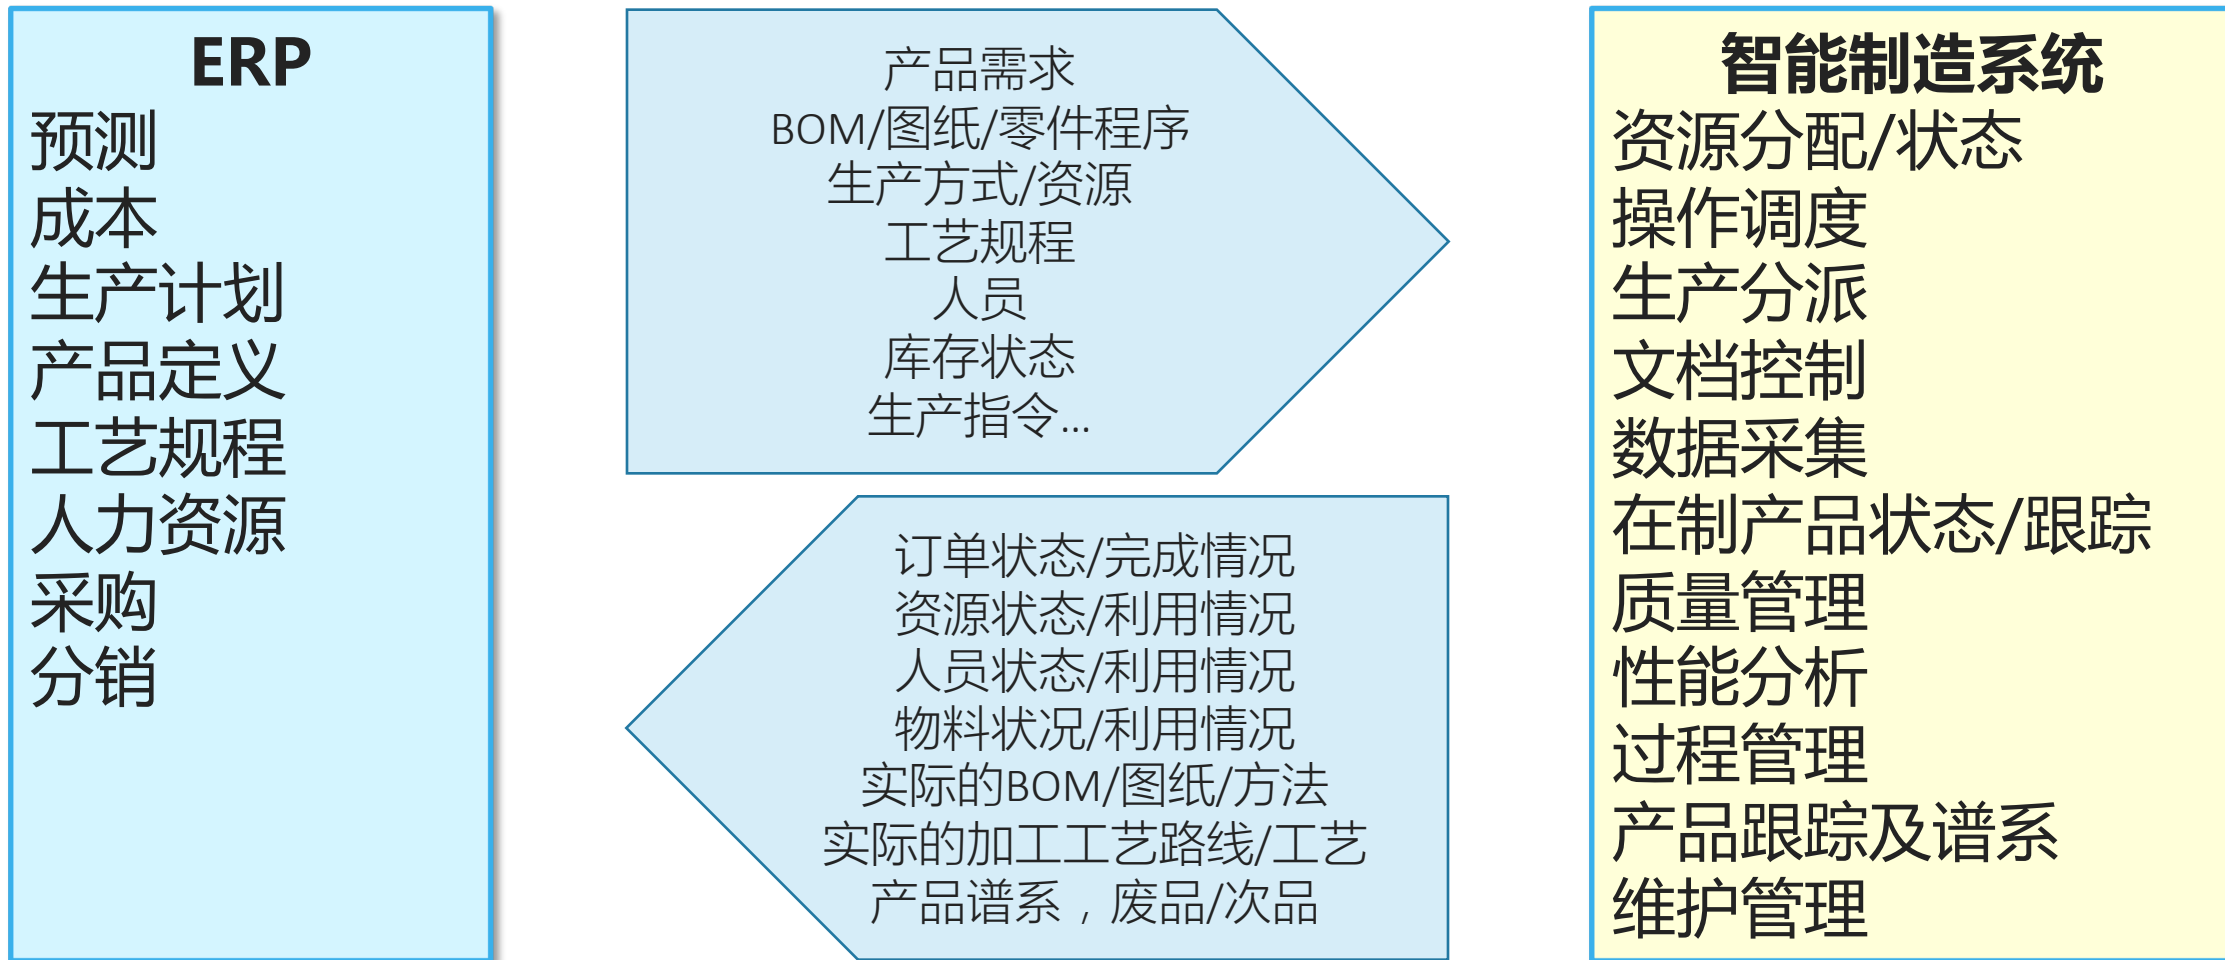 ERP
预测
成本
生产计划
产品定义
工艺规程
人力资源
采购
分销
产品需求
BOM/图纸/零件程序
生产方式/资源
工艺规程
人员
库存状态
生产指令...
订单状态/完成情况
资源状态/利用情况
人员状态/利用情况
物料状况/利用情况
实际的BOM/图纸/方法
实际的加工工艺路线/工艺
产品谱系，废品/次品
智能制造系统
资源分配/状态
操作调度
生产分派
文档控制
数据采集
在制产品状态/跟踪
质量管理
性能分析
过程管理
产品跟踪及谱系
维护管理